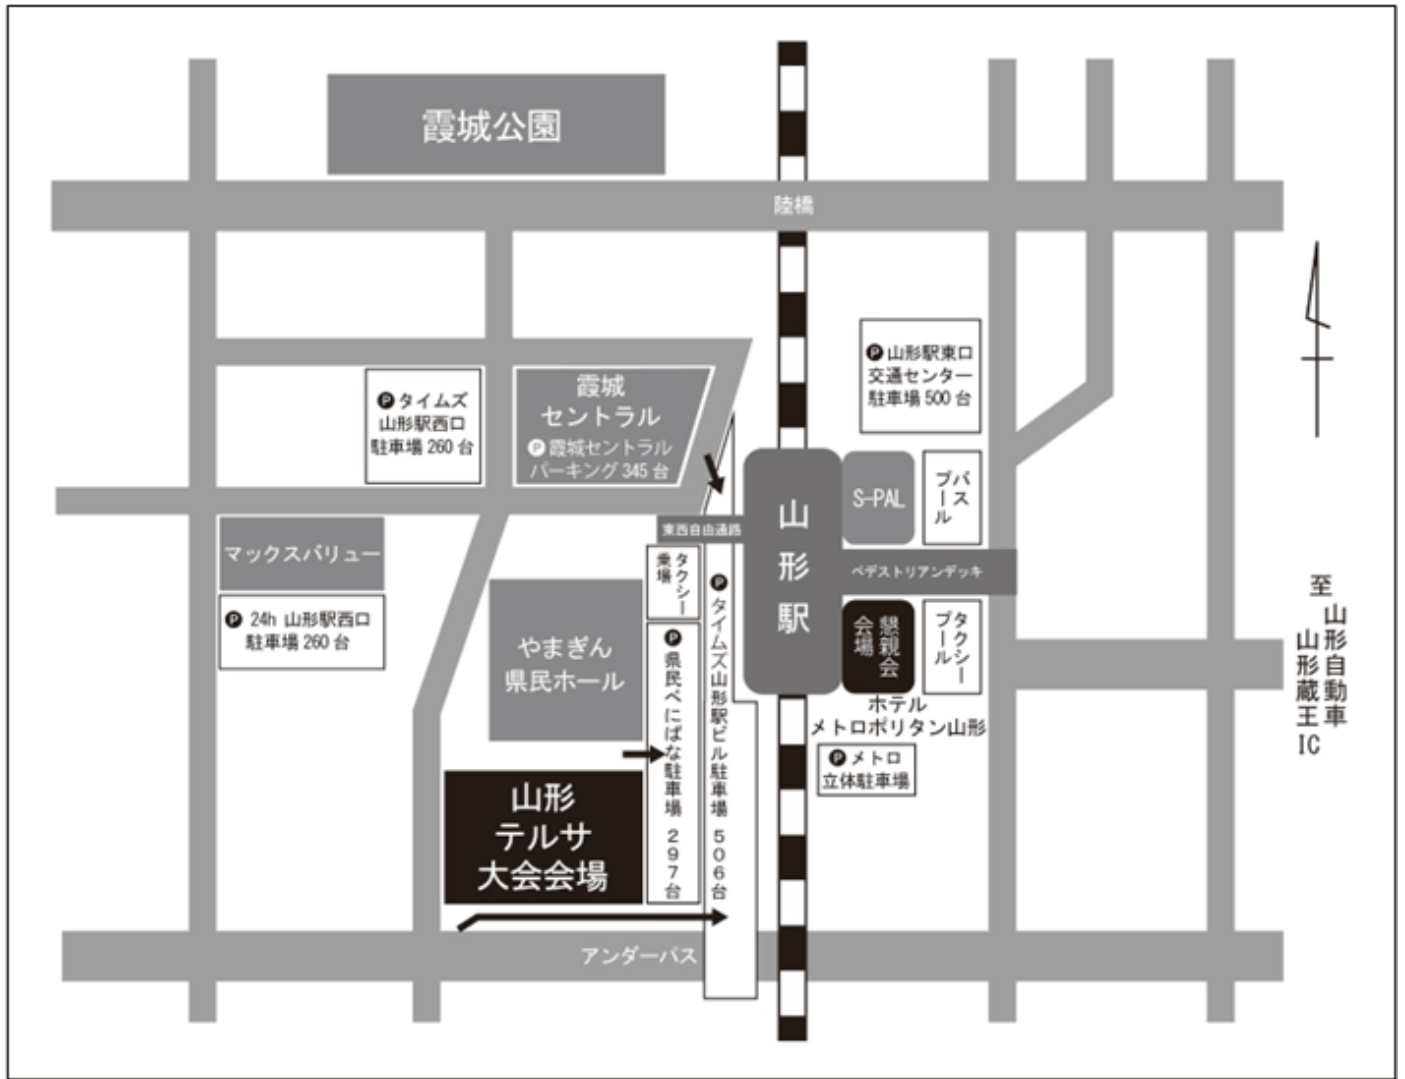 霞城公園
陸橋
🅟 山形駅東口
交通センター
駐車場 500 台
🅟 タイムズ
山形駅西口
駐車場 260 台
霞城
セントラル
🅟 霞城セントラル
パーキング 345 台
山形駅
S-PAL
バス
プール
東西自由通路
ペデストリアンデッキ
マックスバリュー
🅟 24h 山形駅西口
駐車場 260 台
タクシー
乗場
🅟 タイムズ山形駅ビル駐車場 506台
🅟 県民べにばな駐車場 297台
やまぎん
県民ホール
懇親会
会場
タクシー
プール
ホテル
メトロポリタン山形
🅟 メトロ
立体駐車場
山形
テルサ
大会会場
アンダーパス
至 山形自動車
山形蔵王 IC